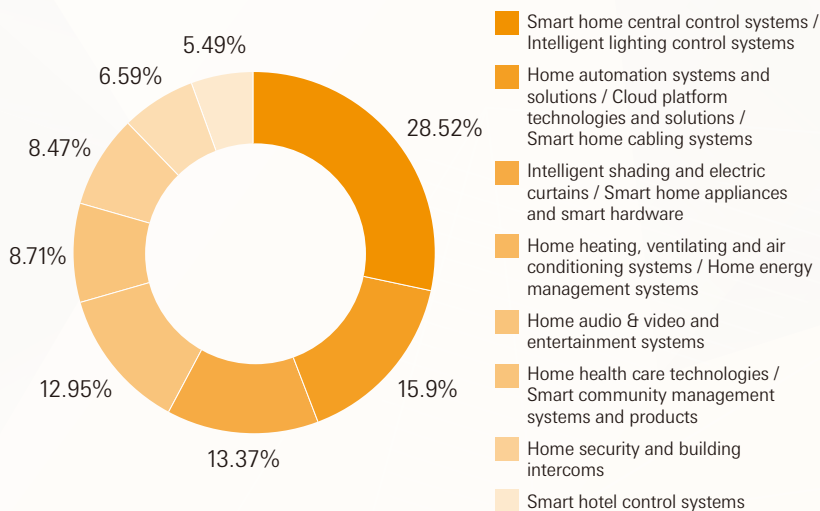 5.49%
6.59%
8.47%
8.71%
12.95%
13.37%
15.9%
28.52%
Smart home central control systems /
Intelligent lighting control systems
Home automation systems and
solutions / Cloud platform
technologies and solutions /
Smart home cabling systems
Intelligent shading and electric
curtains / Smart home appliances
and smart hardware
Home heating, ventilating and air
conditioning systems / Home energy
management systems
Home audio & video and
entertainment systems
Home health care technologies /
Smart community management
systems and products
Home security and building
intercoms
Smart hotel control systems